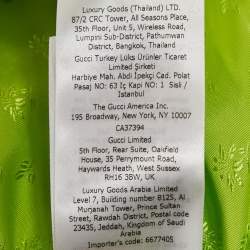 Luxury Goods (Thailand) LTD.
87/2 CRC Tower, All Seasons Place,
35th Floor, Unit 5, Wireless Road,
Lumpini Sub-District, Pathumwan
District, Bangkok, Thailand
Gucci Turkey Lüks Ürünler Ticaret
Limited Şirketi
Harbiye Mah. Abdi İpekçi Cad. Polat
Pasaj NO: 63 İç Kapi NO: 1 Sisli /
Istanbul
The Gucci America Inc.
195 Broadway, New York, NY 10007
CA37394
Gucci Limited
5th Floor, Rear Suite, Oakfield
House, 35 Perrymount Road,
Haywards Heath, West Sussex
RH16 3BW, UK
Luxury Goods Arabia Limited
Level 7, Building number 8125, Al
Murjanah Tower, Prince Sultan
Street, Rawdah District, Postal code
23435, Jeddah, Kingdom of Saudi
Arabia
Importer's code: 6677405